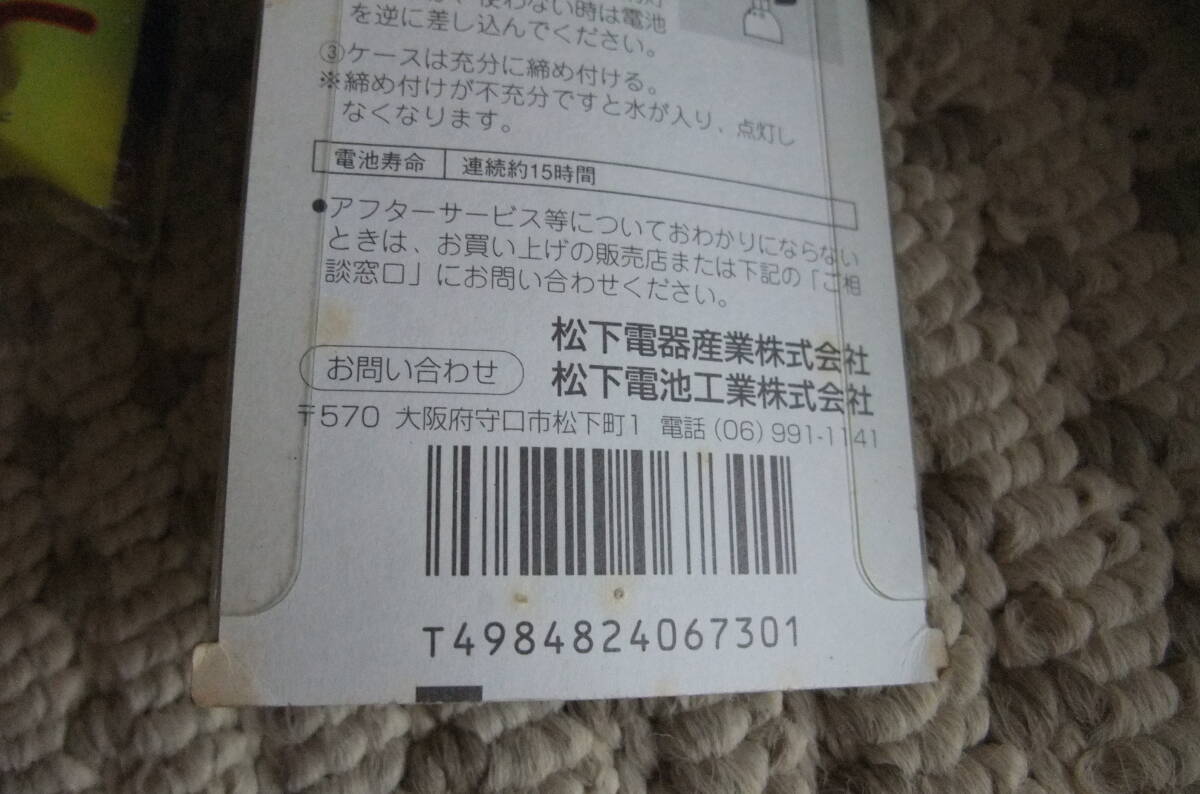 使わない時は電池
を逆に差し込んでください。
③ケースは充分に締め付ける。
※締め付けが不充分ですと水が入り、点灯し
なくなります。
電池寿命 連続約15時間
●アフターサービス等についておわかりにならない
ときは、お買い上げの販売店または下記の「ご相
談窓口」にお問い合わせください。
お問い合わせ
松下電器産業株式会社
松下電池工業株式会社
〒570 大阪府守口市松下町1 電話(06)991-1141
T4984824067301